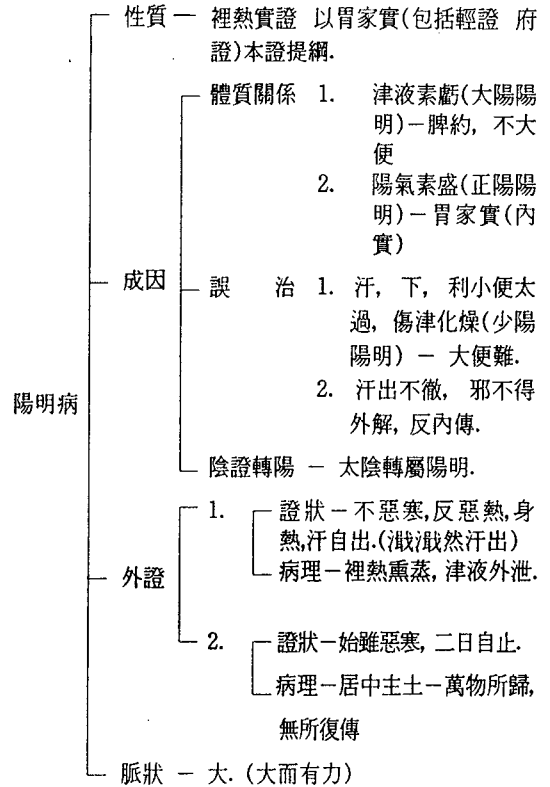 性質 — 裡熱實證 以胃家實(包括輕證 府
證)本證提綱.
體質關係 1. 津液素虧(大陽陽
明)—脾約, 不大
便
2. 陽氣素盛(正陽陽
明)—胃家實(內
實)
成因
誤 治 1. 汗, 下, 利小便太
過, 傷津化燥(少陽
陽明) — 大便難.
2. 汗出不徹, 邪不得
外解, 反內傳.
陽明病
陰證轉陽 — 太陰轉屬陽明.
1. 證狀—不惡寒,反惡熱,身
熱,汗自出.(濈濈然汗出)
病理—裡熱熏蒸, 津液外泄.
外證
2. 證狀—始雖惡寒, 二日自止.
病理—居中主土—萬物所歸,
無所復傳
脈狀 — 大. (大而有力)